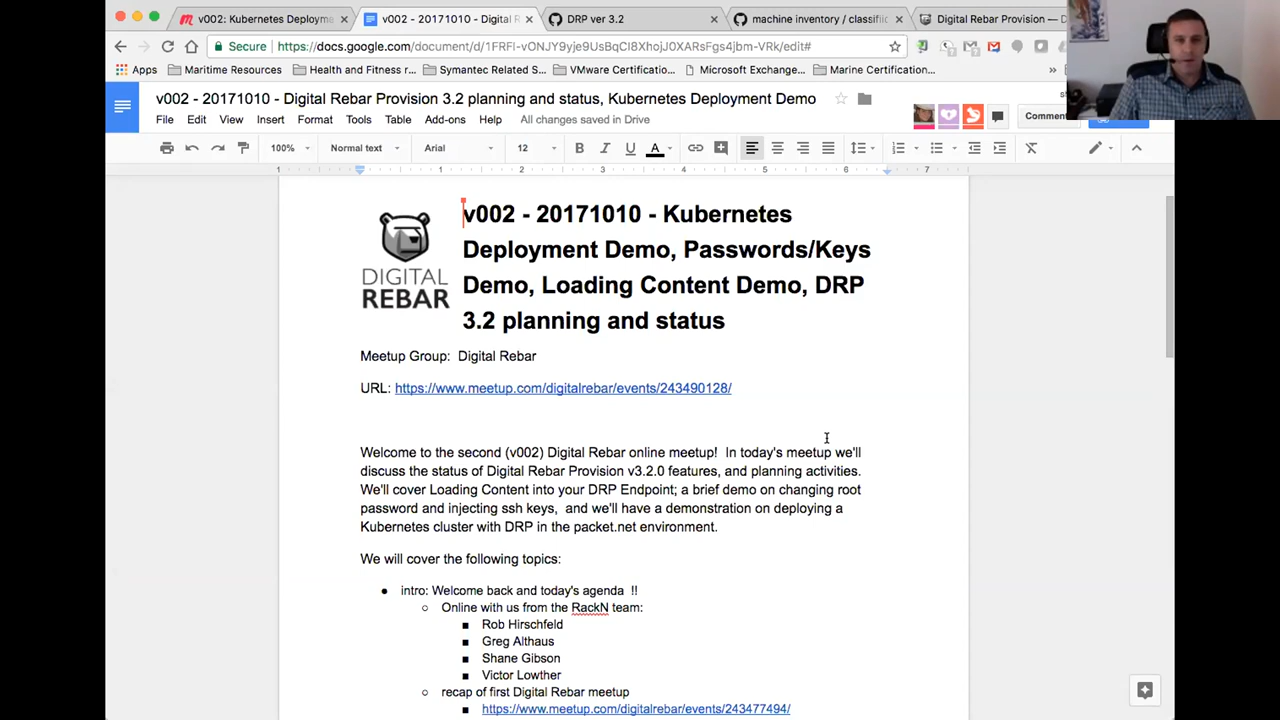 v002: Kubernetes Deployme
v002 - 20171010 - Digital R
DRP ver 3.2
machine inventory / classific
Digital Rebar Provision —
Secure
https://docs.google.com/document/d/1FRFl-vONJY9yje9UsBqCI8XhojJ0XARsFgs4jbm-VRk/edit#
Apps
Maritime Resources
Health and Fitness r...
Symantec Related S...
VMware Certificatio...
Microsoft Exchange...
Marine Certification...
»
v002 - 20171010 - Digital Rebar Provision 3.2 planning and status, Kubernetes Deployment Demo
File Edit View Insert Format Tools Table Add-ons Help All changes saved in Drive
100% Normal text Arial 12 B I U A
1 1 2 3 4 5 6 7
DIGITAL
REBAR
v002 - 20171010 - Kubernetes
Deployment Demo, Passwords/Keys
Demo, Loading Content Demo, DRP
3.2 planning and status
Meetup Group: Digital Rebar
URL: https://www.meetup.com/digitalrebar/events/243490128/
Welcome to the second (v002) Digital Rebar online meetup! In today's meetup we'll
discuss the status of Digital Rebar Provision v3.2.0 features, and planning activities.
We'll cover Loading Content into your DRP Endpoint; a brief demo on changing root
password and injecting ssh keys, and we'll have a demonstration on deploying a
Kubernetes cluster with DRP in the packet.net environment.
We will cover the following topics:
● intro: Welcome back and today's agenda !!
○ Online with us from the RackN team:
■ Rob Hirschfeld
■ Greg Althaus
■ Shane Gibson
■ Victor Lowther
○ recap of first Digital Rebar meetup
■ https://www.meetup.com/digitalrebar/events/243477494/